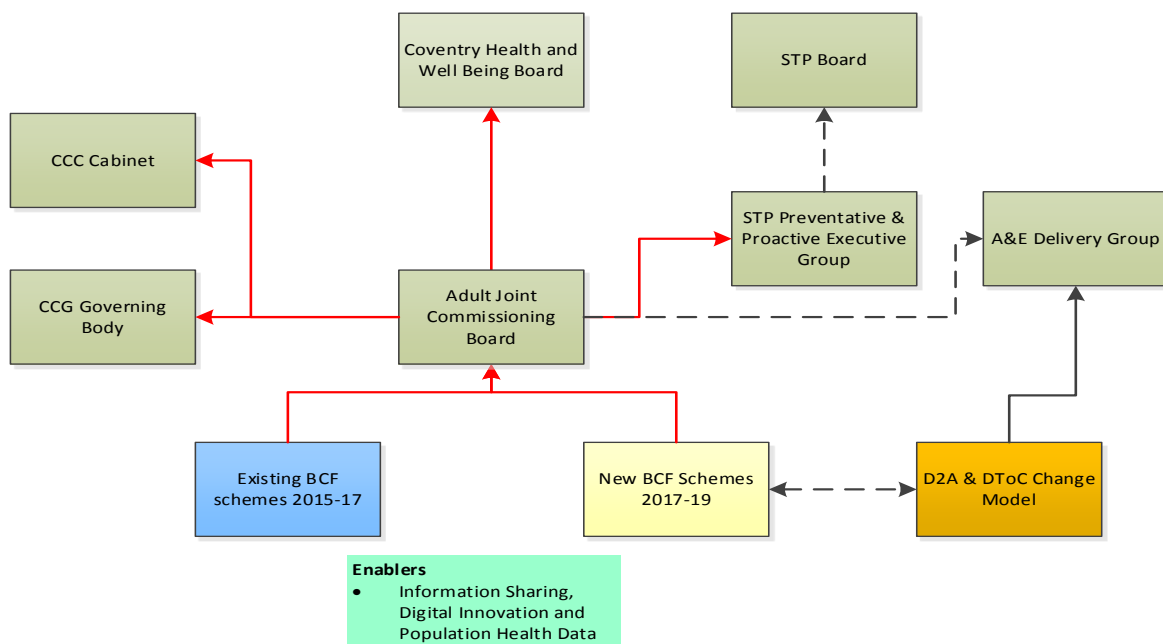 Coventry Health and
Well Being Board
STP Board
CCC Cabinet
STP Preventative &
Proactive Executive
Group
A&E Delivery Group
CCG Governing
Body
Adult Joint
Commissioning
Board
Existing BCF
schemes 2015-17
New BCF Schemes
2017-19
D2A & DToC Change
Model
Enablers
• Information Sharing,
Digital Innovation and
Population Health Data